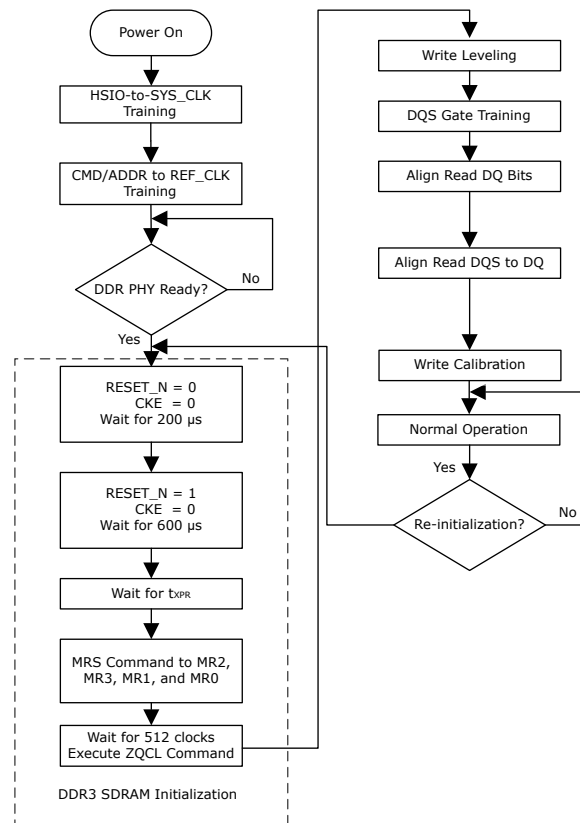 Power On
HSIO-to-SYS_CLK
Training
CMD/ADDR to REF_CLK
Training
DDR PHY Ready?
No
Yes
RESET_N = 0
CKE = 0
Wait for 200 µs
RESET_N = 1
CKE = 0
Wait for 600 µs
Wait for tXPR
MRS Command to MR2,
MR3, MR1, and MR0
Wait for 512 clocks
Execute ZQCL Command
DDR3 SDRAM Initialization
Write Leveling
DQS Gate Training
Align Read DQ Bits
Align Read DQS to DQ
Write Calibration
Normal Operation
Yes
Re-initialization?
No